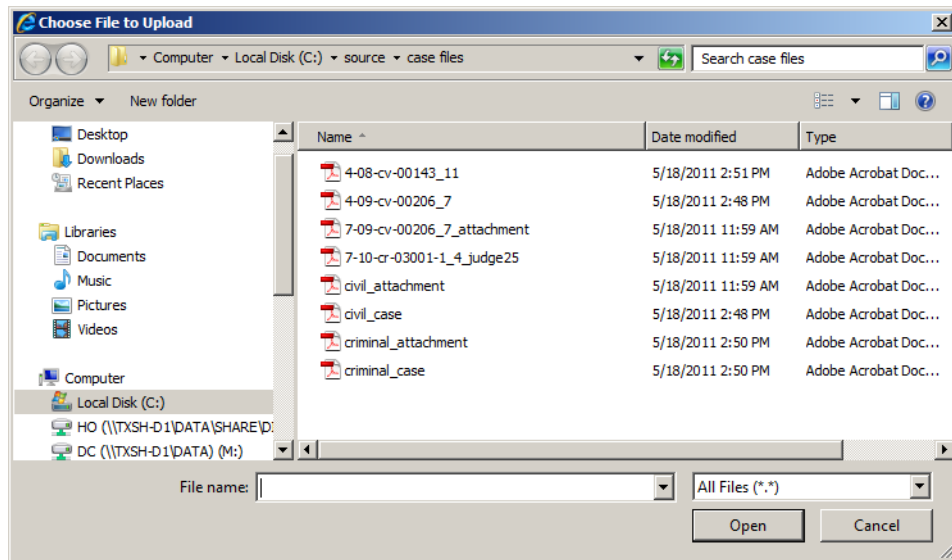 Choose File to Upload
Computer Local Disk (C:) source case files
Search case files
Organize New folder
Desktop
Downloads
Recent Places
Libraries
Documents
Music
Pictures
Videos
Computer
Local Disk (C:)
HO (\\TXSH-D1\DATA\SHARE\D
DC (\\TXSH-D1\DATA) (M:)
Name Date modified Type
4-08-cv-00143_11 5/18/2011 2:51 PM Adobe Acrobat Doc...
4-09-cv-00206_7 5/18/2011 2:48 PM Adobe Acrobat Doc...
7-09-cv-00206_7_attachment 5/18/2011 11:59 AM Adobe Acrobat Doc...
7-10-cr-03001-1_4_judge25 5/18/2011 11:59 AM Adobe Acrobat Doc...
civil_attachment 5/18/2011 11:59 AM Adobe Acrobat Doc...
civil_case 5/18/2011 2:48 PM Adobe Acrobat Doc...
criminal_attachment 5/18/2011 2:50 PM Adobe Acrobat Doc...
criminal_case 5/18/2011 2:50 PM Adobe Acrobat Doc...
File name: All Files (*.*)
Open Cancel